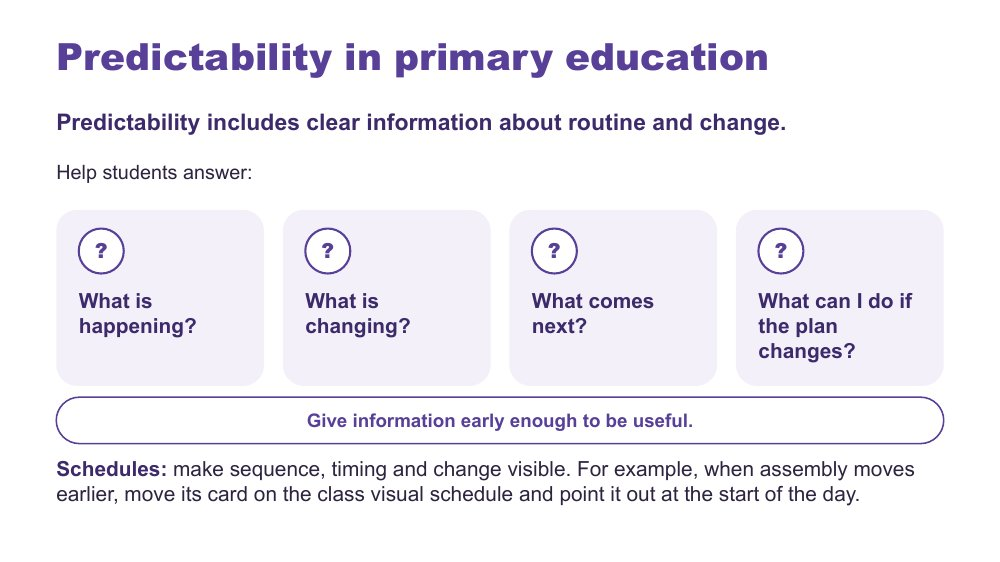 Predictability in primary education
Predictability includes clear information about routine and change.
Help students answer:
?
What is
happening?
?
What is
changing?
?
What comes
next?
?
What can I do if
the plan
changes?
Give information early enough to be useful.
Schedules: make sequence, timing and change visible. For example, when assembly moves
earlier, move its card on the class visual schedule and point it out at the start of the day.